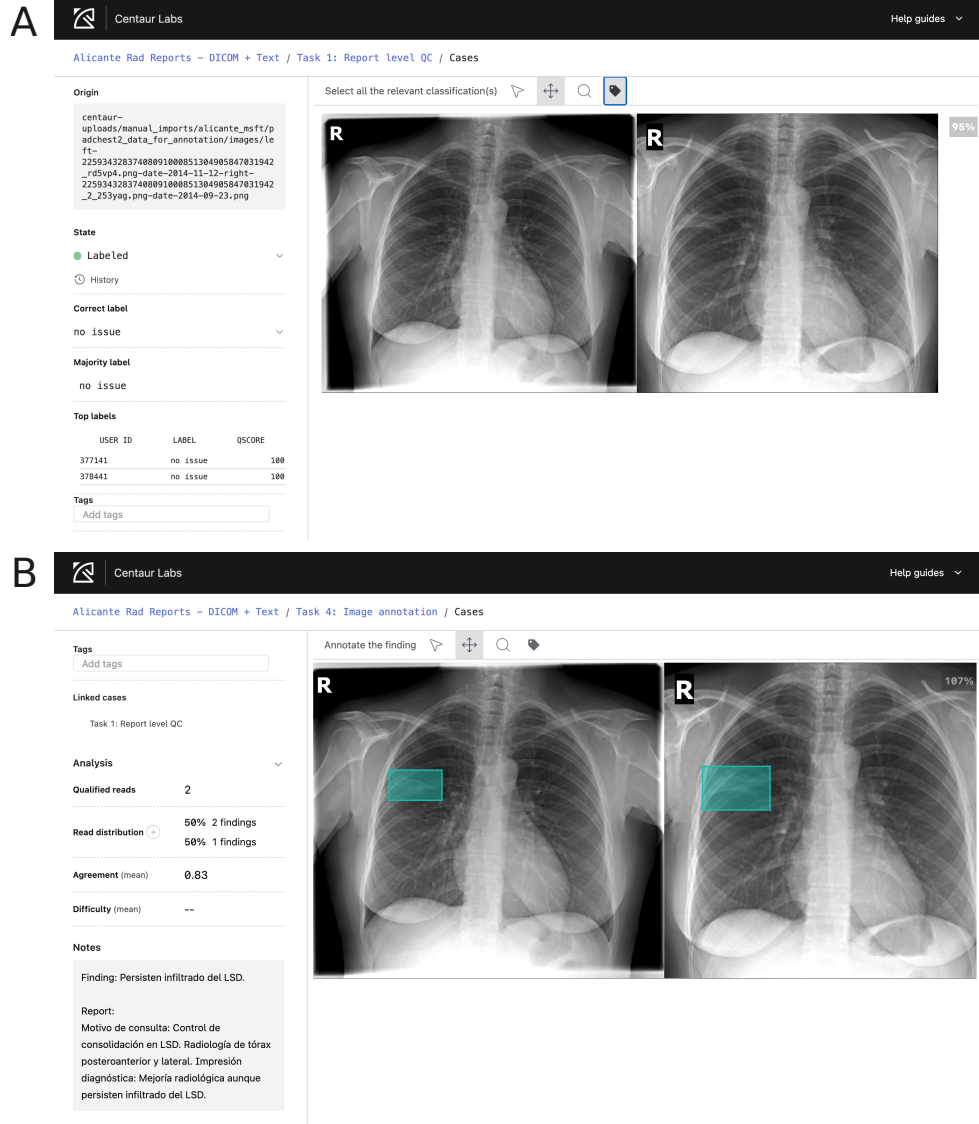 A
Centaur Labs
Help guides
Alicante Rad Reports – DICOM + Text / Task 1: Report level QC / Cases
Origin
centaur-
uploads/manual_imports/alicante_msft/p
adchest2_data_for_annotation/images/le
ft-
22593432837408091000851304905847031942
_rd5vp4.png-date-2014-11-12-right-
22593432837408091000851304905847031942
_2_253yag.png-date-2014-09-23.png
State
Labeled
History
Correct label
no issue
Majority label
no issue
Top labels
USER ID LABEL QSCORE
377141 no issue 100
378441 no issue 100
Tags
Add tags
Select all the relevant classification(s)
R
R
95%
B
Centaur Labs
Help guides
Alicante Rad Reports – DICOM + Text / Task 4: Image annotation / Cases
Tags
Add tags
Linked cases
Task 1: Report level QC
Analysis
Qualified reads 2
Read distribution 50% 2 findings
50% 1 findings
Agreement (mean) 0.83
Difficulty (mean) --
Notes
Finding: Persisten infiltrado del LSD.
Report:
Motivo de consulta: Control de
consolidación en LSD. Radiología de tórax
posteroanterior y lateral. Impresión
diagnóstica: Mejoría radiológica aunque
persisten infiltrado del LSD.
Annotate the finding
R
R
107%